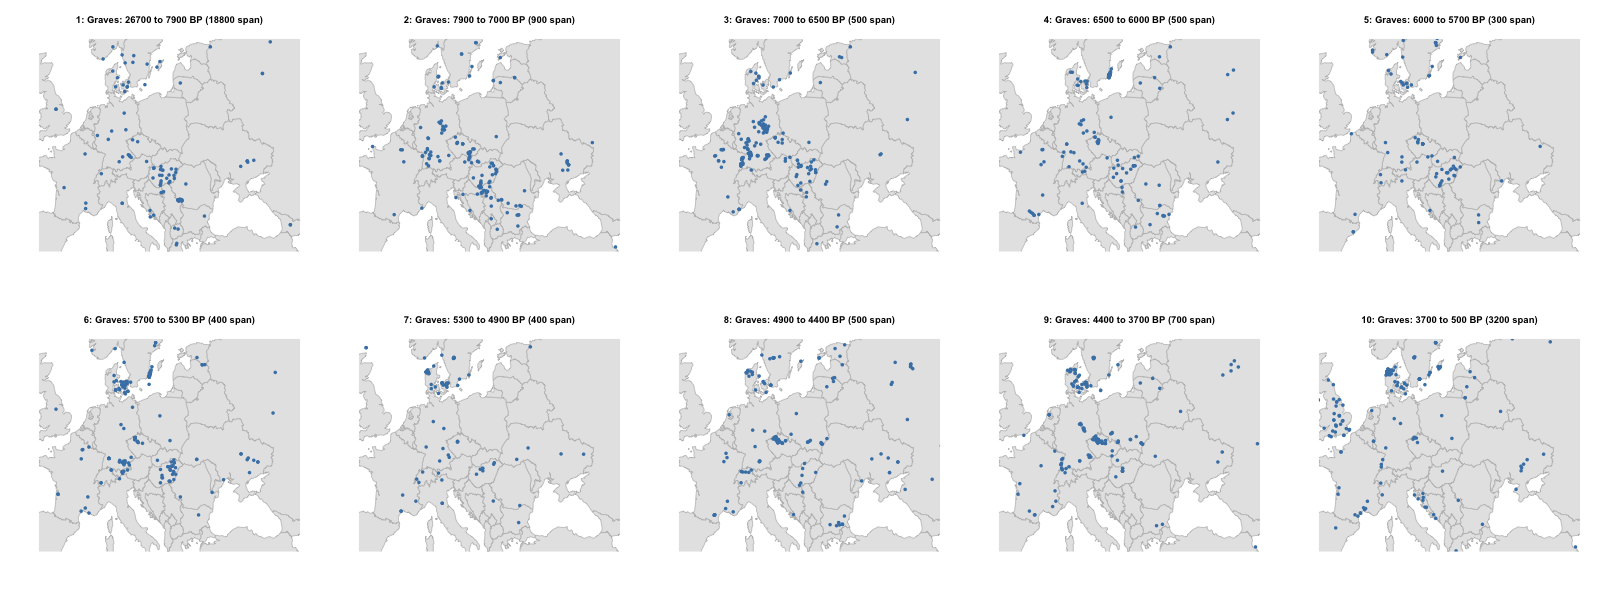 1: Graves: 26700 to 7900 BP (18800 span)
2: Graves: 7900 to 7000 BP (900 span)
3: Graves: 7000 to 6500 BP (500 span)
4: Graves: 6500 to 6000 BP (500 span)
5: Graves: 6000 to 5700 BP (300 span)
6: Graves: 5700 to 5300 BP (400 span)
7: Graves: 5300 to 4900 BP (400 span)
8: Graves: 4900 to 4400 BP (500 span)
9: Graves: 4400 to 3700 BP (700 span)
10: Graves: 3700 to 500 BP (3200 span)